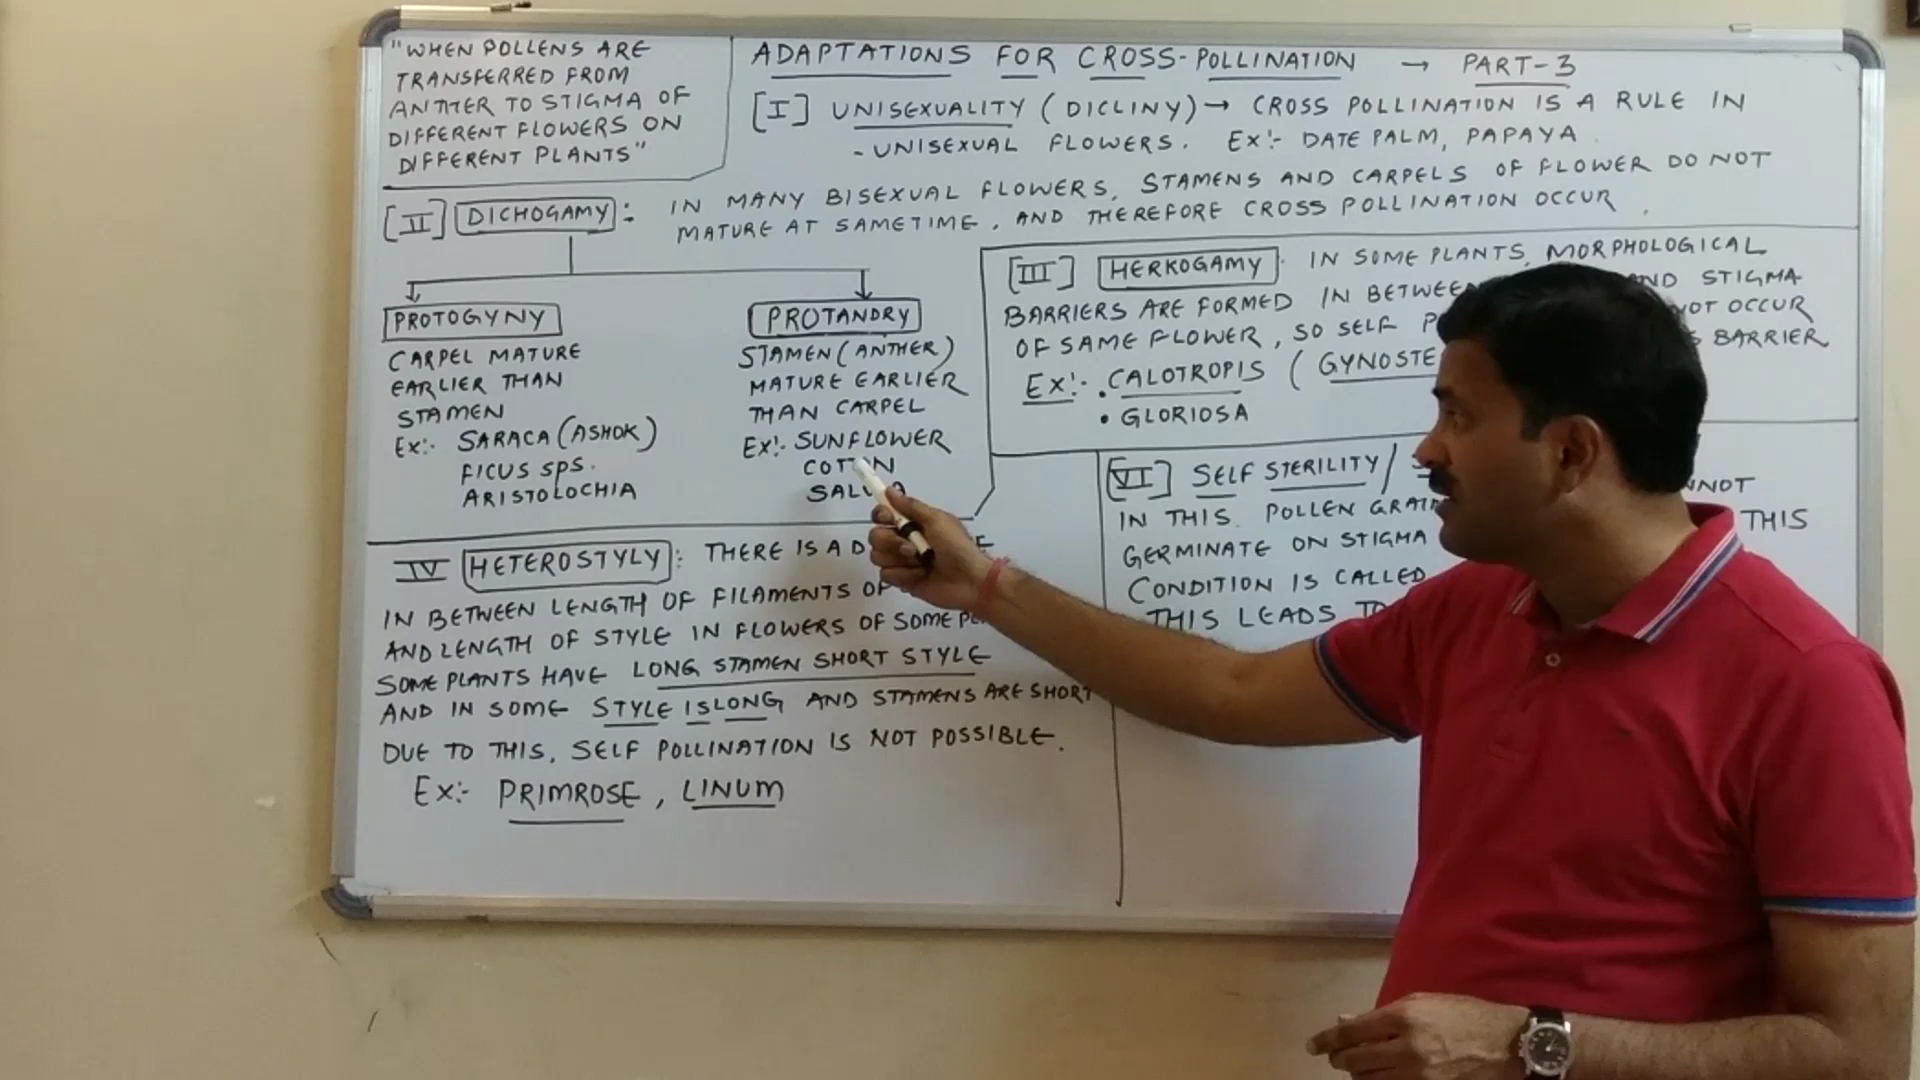 "WHEN POLLENS ARE
TRANSFERRED FROM
ANTHER TO STIGMA OF
DIFFERENT FLOWERS ON
DIFFERENT PLANTS"
ADAPTATIONS FOR CROSS-POLLINATION → PART-3
[I] UNISEXUALITY (DICLINY) → CROSS POLLINATION IS A RULE IN
- UNISEXUAL FLOWERS. EX:- DATE PALM, PAPAYA.
[II] DICHOGAMY: IN MANY BISEXUAL FLOWERS, STAMENS AND CARPELS OF FLOWER DO NOT
MATURE AT SAMETIME, AND THEREFORE CROSS POLLINATION OCCUR.
PROTOGYNY
CARPEL MATURE
EARLIER THAN
STAMEN
EX:- SARACA (ASHOK)
FICUS SPS.
ARISTOLOCHIA
PROTANDRY
STAMEN (ANTHER)
MATURE EARLIER
THAN CARPEL
EX:- SUNFLOWER
[III] HERKOGAMY: IN SOME PLANTS, MORPHOLOGICAL
BARRIERS ARE FORMED IN STIGMA
OF SAME FLOWER, SO SELF NOT OCCUR
BARRIER
EX:- • CALOTROPIS (
• GLORIOSA
IV HETEROSTYLY: THERE IS A
IN BETWEEN LENGTH OF FILAMENTS OF
AND LENGTH OF STYLE IN FLOWERS OF SOME
SOME PLANTS HAVE LONG STAMEN SHORT STYLE
AND IN SOME STYLE IS LONG AND STAMENS ARE SHORT
DUE TO THIS, SELF POLLINATION IS NOT POSSIBLE.
EX:- PRIMROSE, LINUM
[VI] SELF STERILITY/
IN THIS POLLEN
GERMINATE ON STIGMA THIS
CONDITION IS CALLED
THIS LEADS